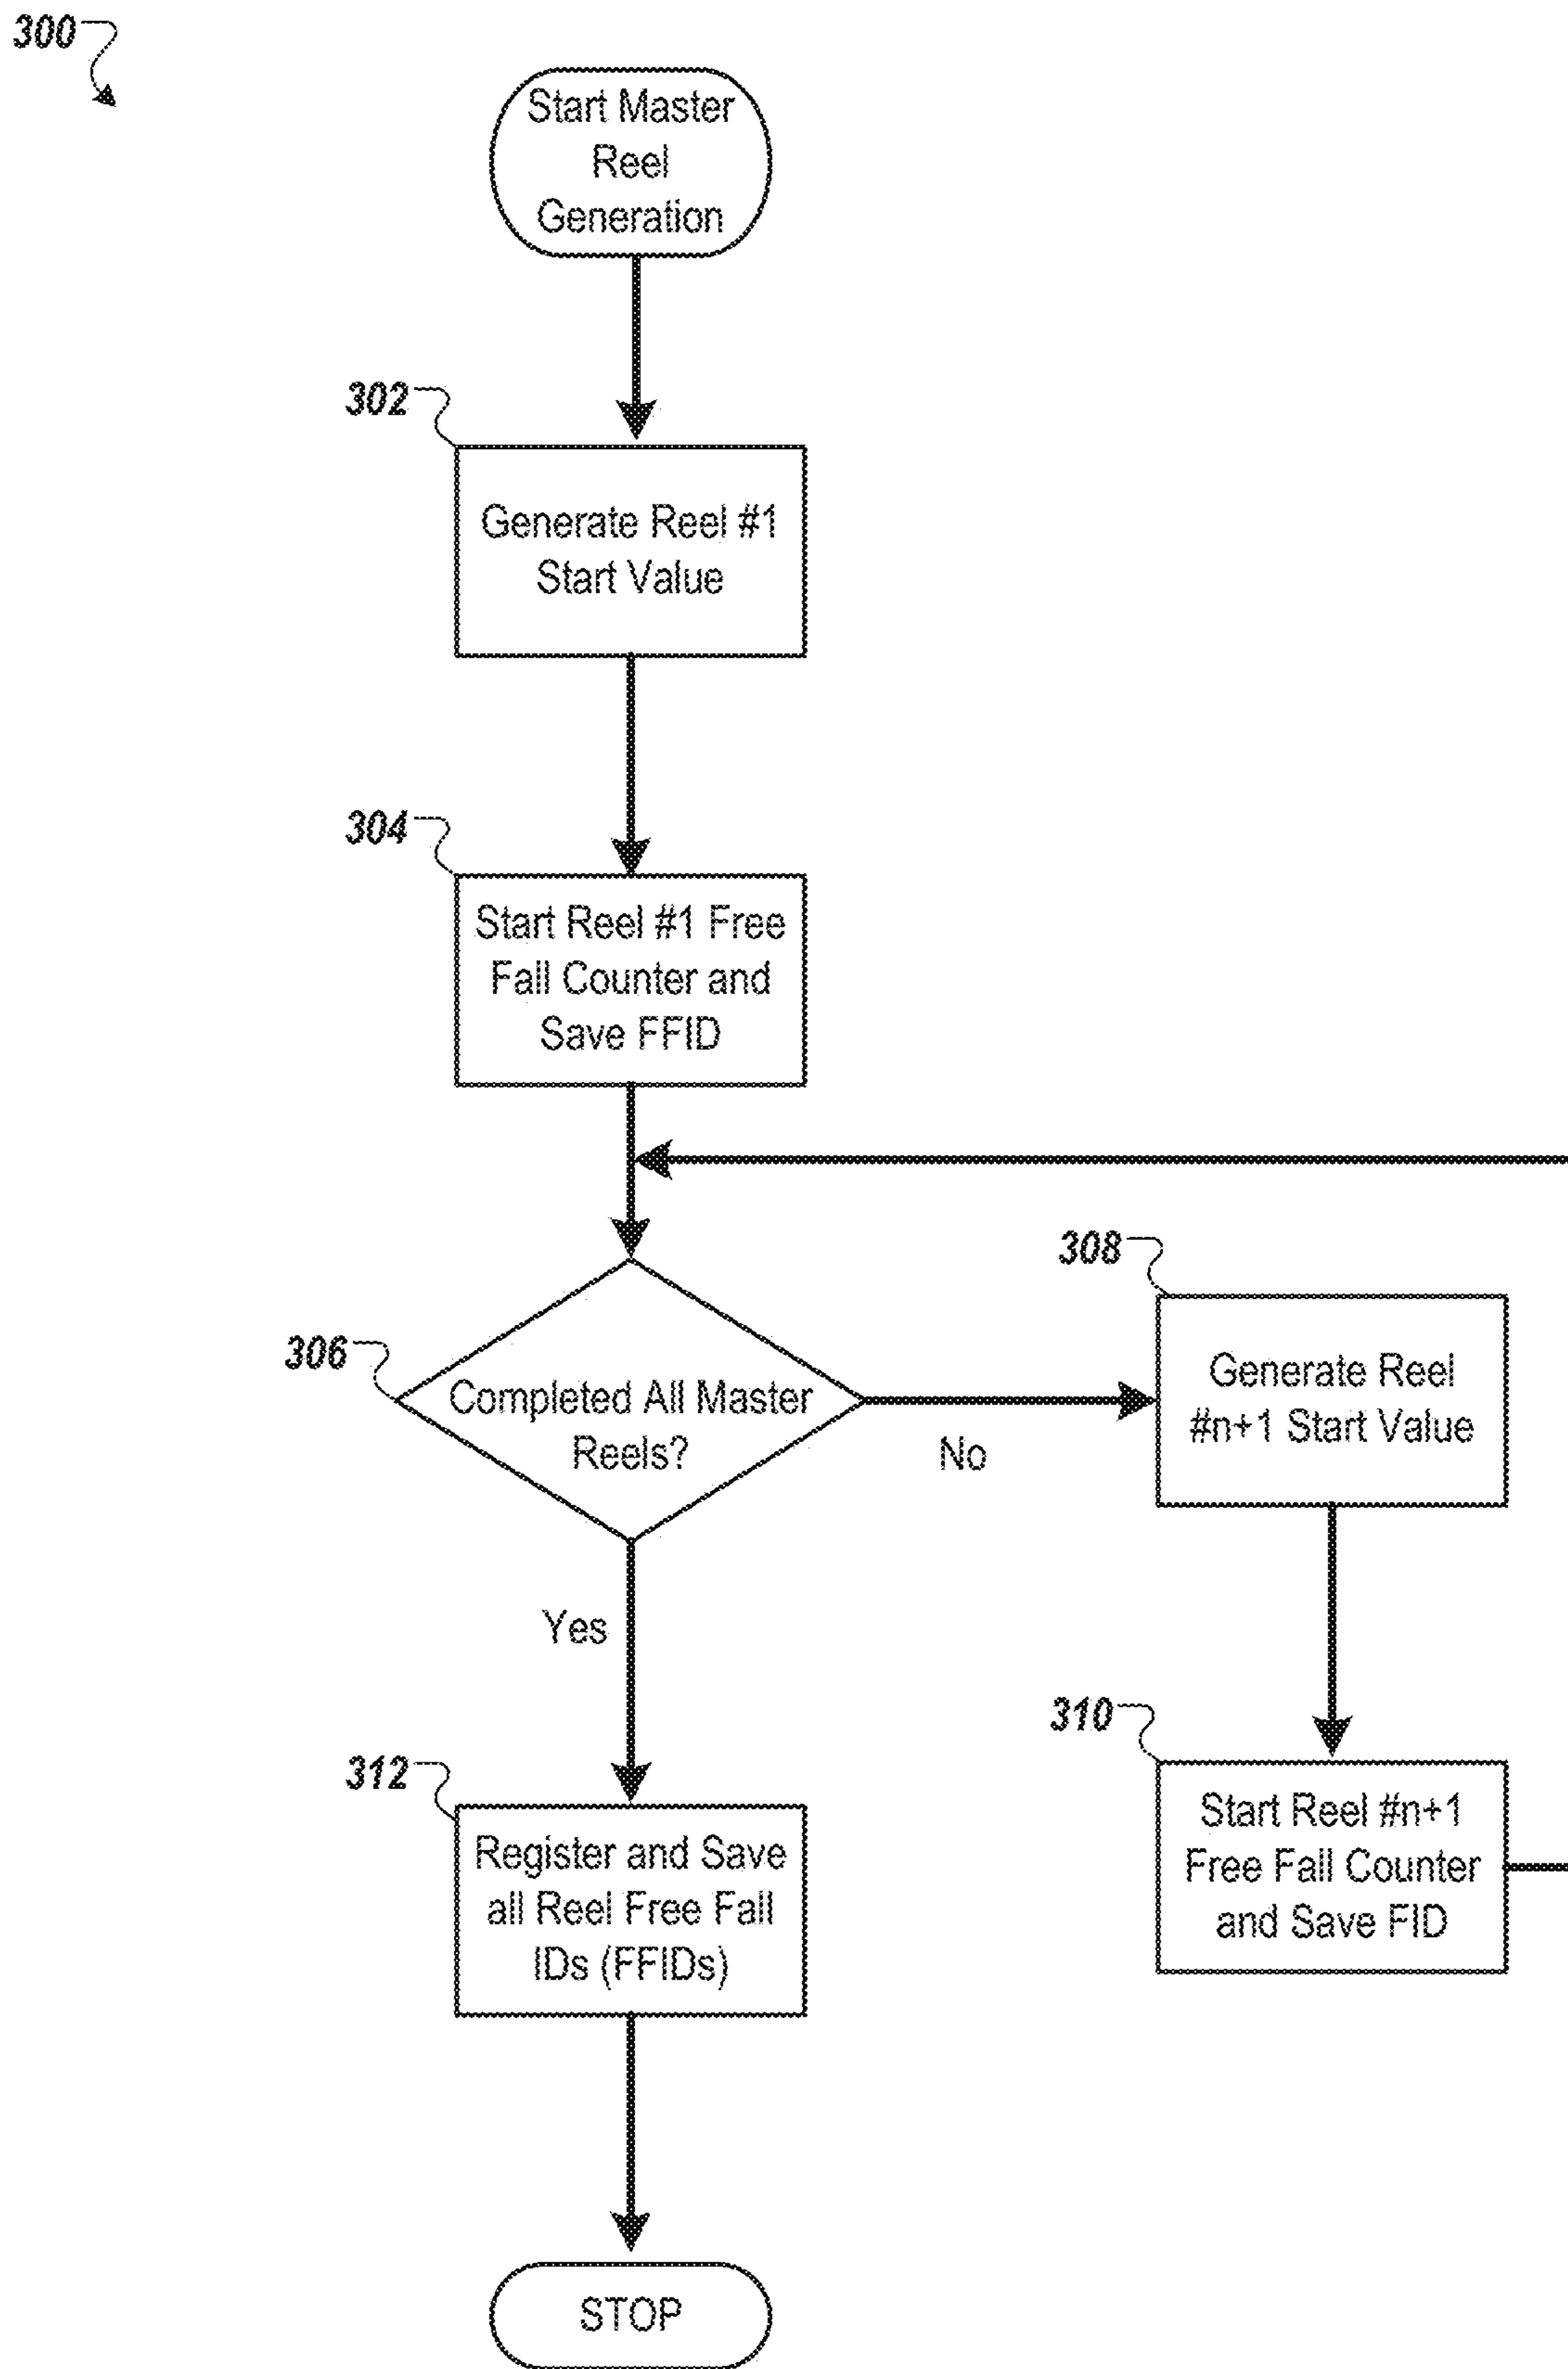 300
Start Master
Reel
Generation
302
Generate Reel #1
Start Value
304
Start Reel #1 Free
Fall Counter and
Save FFID
306
Completed All Master
Reels?
No
308
Generate Reel
#n+1 Start Value
310
Start Reel #n+1
Free Fall Counter
and Save FID
Yes
312
Register and Save
all Reel Free Fall
IDs (FFIDs)
STOP